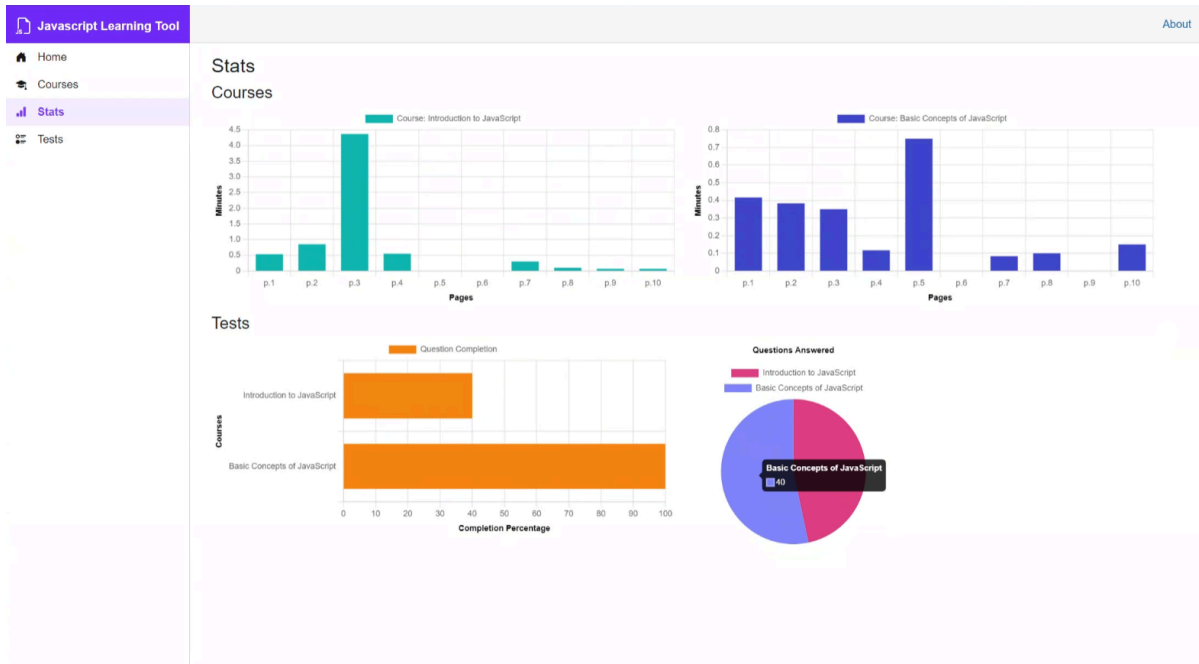 Javascript Learning Tool
About
Home
Courses
Stats
Tests
Stats
Courses
Course: Introduction to JavaScript
4.5
4.0
3.5
3.0
2.5
2.0
1.5
1.0
0.5
0
Minutes
p.1 p.2 p.3 p.4 p.5 p.6 p.7 p.8 p.9 p.10
Pages
Course: Basic Concepts of JavaScript
0.8
0.7
0.6
0.5
0.4
0.3
0.2
0.1
0
Minutes
p.1 p.2 p.3 p.4 p.5 p.6 p.7 p.8 p.9 p.10
Pages
Tests
Question Completion
Courses
Introduction to JavaScript
Basic Concepts of JavaScript
0 10 20 30 40 50 60 70 80 90 100
Completion Percentage
Questions Answered
Introduction to JavaScript
Basic Concepts of JavaScript
Basic Concepts of JavaScript
40